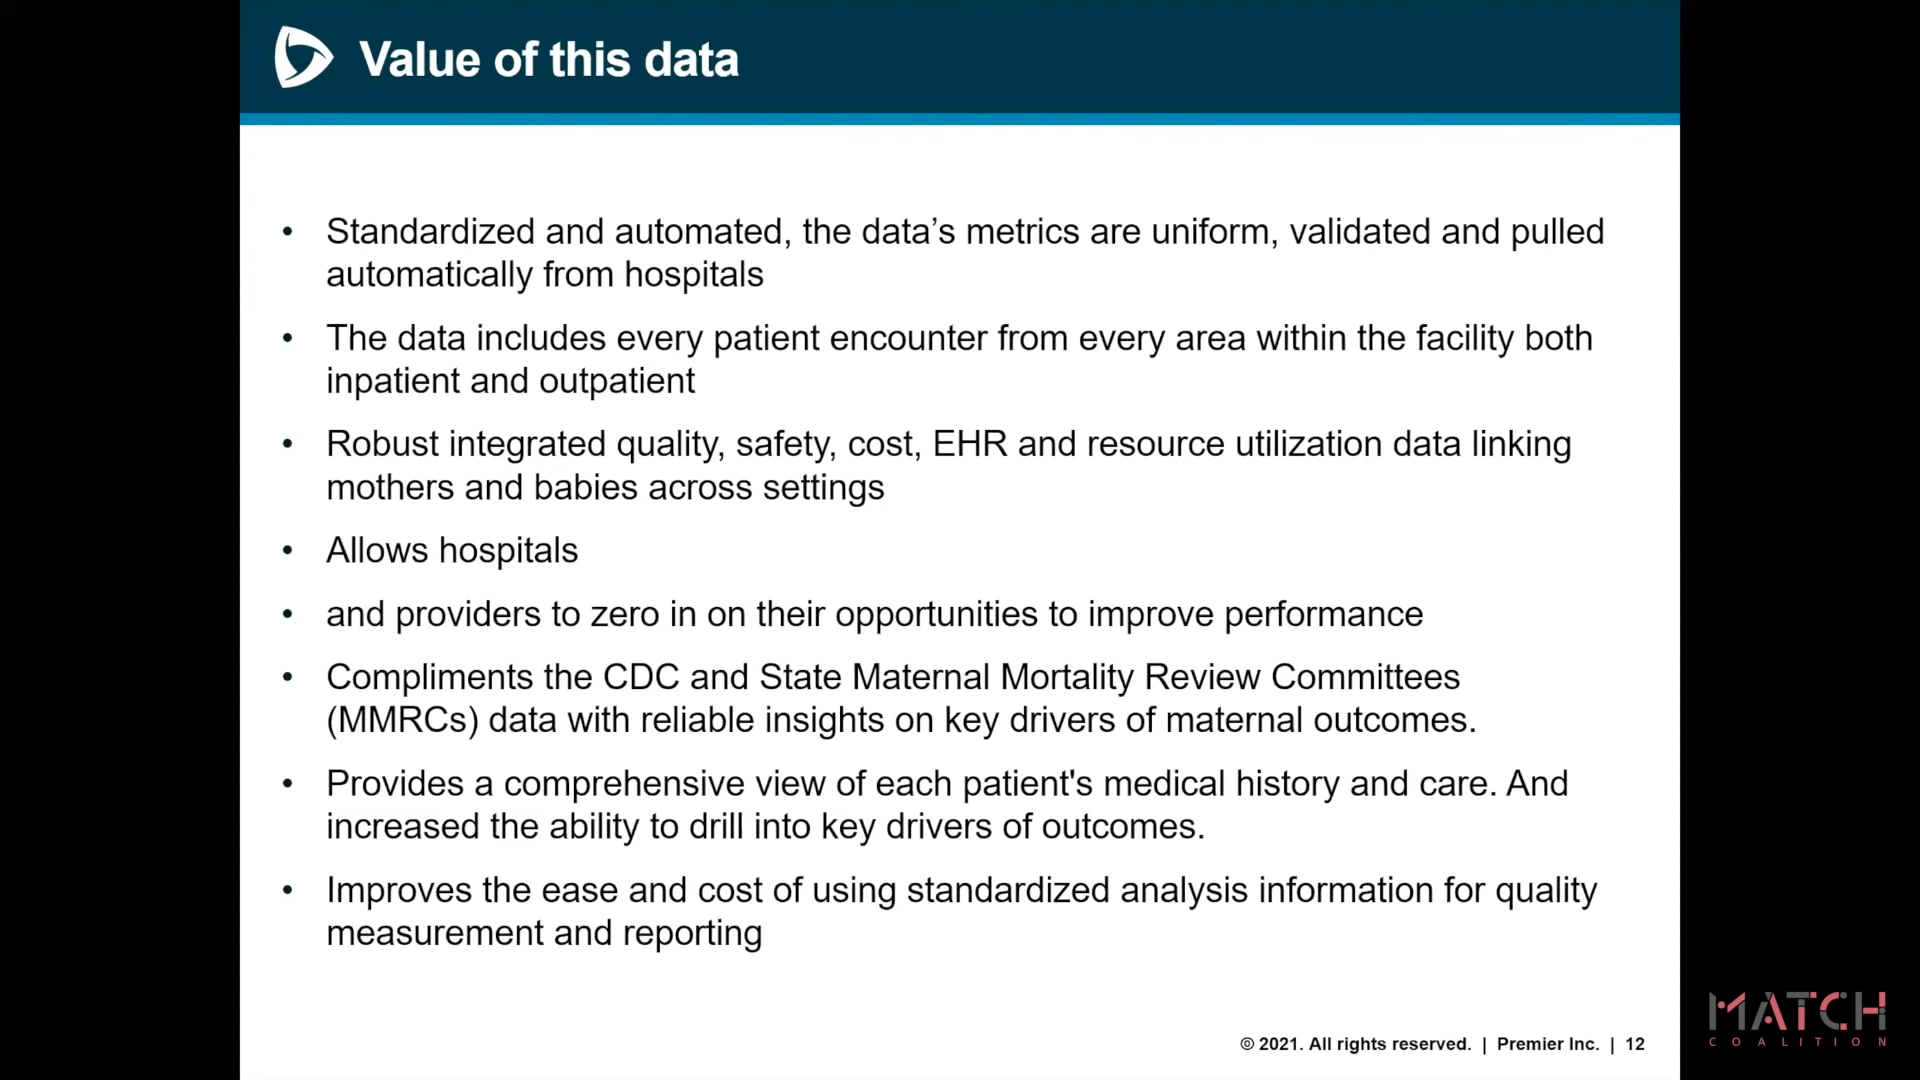 Value of this data
• Standardized and automated, the data’s metrics are uniform, validated and pulled
automatically from hospitals
• The data includes every patient encounter from every area within the facility both
inpatient and outpatient
• Robust integrated quality, safety, cost, EHR and resource utilization data linking
mothers and babies across settings
• Allows hospitals
• and providers to zero in on their opportunities to improve performance
• Compliments the CDC and State Maternal Mortality Review Committees
(MMRCs) data with reliable insights on key drivers of maternal outcomes.
• Provides a comprehensive view of each patient's medical history and care. And
increased the ability to drill into key drivers of outcomes.
• Improves the ease and cost of using standardized analysis information for quality
measurement and reporting
© 2021. All rights reserved. | Premier Inc. | 12
MATCH
COALITION